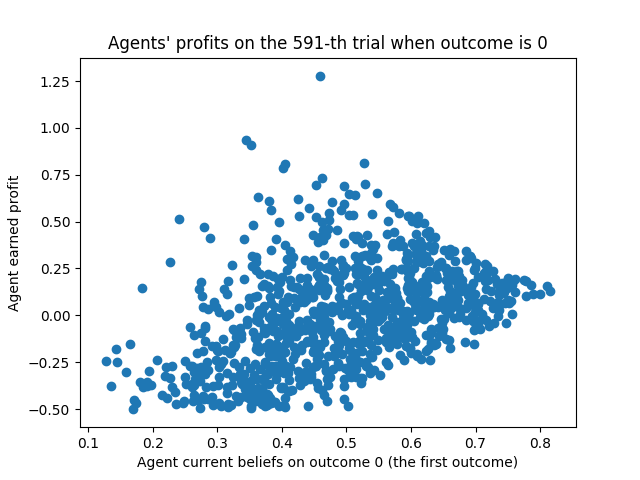 Agents' profits on the 591-th trial when outcome is 0
1.25
1.00
0.75
0.50
0.25
0.00
−0.25
−0.50
Agent earned profit
0.1 0.2 0.3 0.4 0.5 0.6 0.7 0.8
Agent current beliefs on outcome 0 (the first outcome)